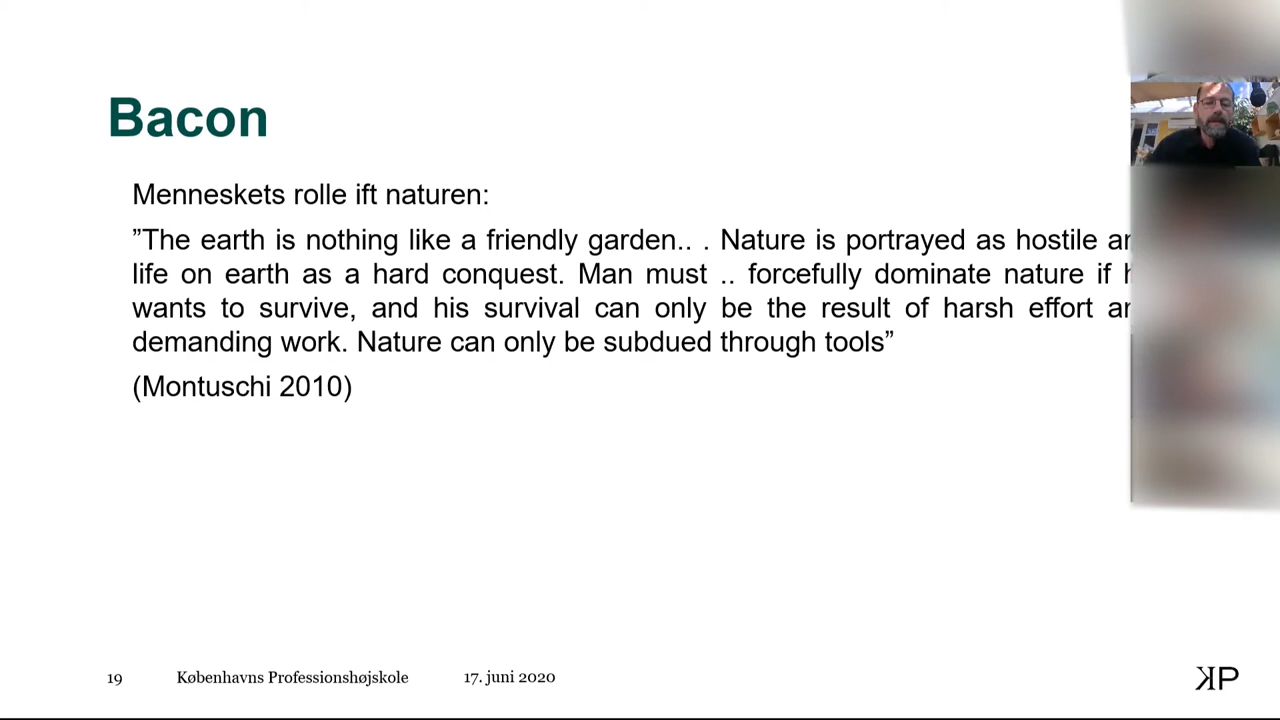 Bacon
Menneskets rolle ift naturen:
”The earth is nothing like a friendly garden.. . Nature is portrayed as hostile
life on earth as a hard conquest. Man must .. forcefully dominate nature if
wants to survive, and his survival can only be the result of harsh effort
demanding work. Nature can only be subdued through tools”
(Montuschi 2010)
19 Københavns Professionshøjskole 17. juni 2020 KP